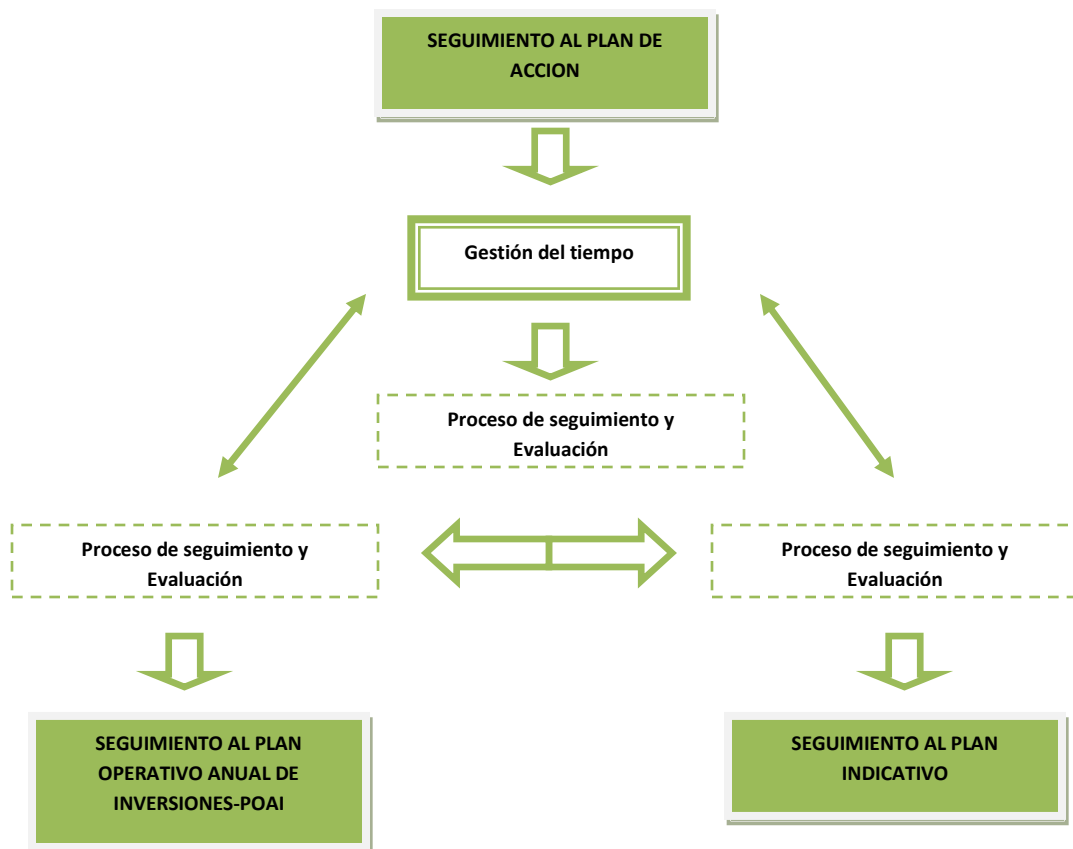 SEGUIMIENTO AL PLAN DE
ACCION
Gestión del tiempo
Proceso de seguimiento y
Evaluación
Proceso de seguimiento y
Evaluación
Proceso de seguimiento y
Evaluación
SEGUIMIENTO AL PLAN
OPERATIVO ANUAL DE
INVERSIONES-POAI
SEGUIMIENTO AL PLAN
INDICATIVO